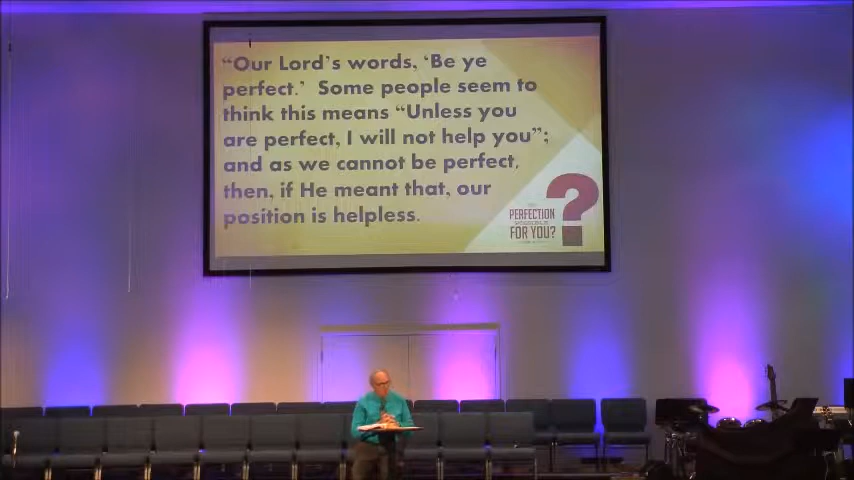 “Our Lord’s words, ‘Be ye
perfect.’ Some people seem to
think this means “Unless you
are perfect, I will not help you”;
and as we cannot be perfect,
then, if He meant that, our
position is helpless.
PERFECTION
FOR YOU?